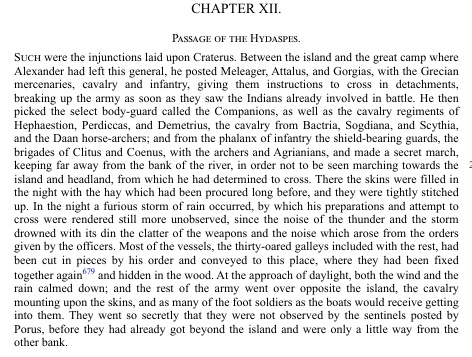 CHAPTER XII.
PASSAGE OF THE HYDASPES.
SUCH were the injunctions laid upon Craterus. Between the island and the great camp where
Alexander had left this general, he posted Meleager, Attalus, and Gorgias, with the Grecian
mercenaries, cavalry and infantry, giving them instructions to cross in detachments,
breaking up the army as soon as they saw the Indians already involved in battle. He then
picked the select body-guard called the Companions, as well as the cavalry regiments of
Hephaestion, Perdiccas, and Demetrius, the cavalry from Bactria, Sogdiana, and Scythia,
and the Daan horse-archers; and from the phalanx of infantry the shield-bearing guards, the
brigades of Clitus and Coenus, with the archers and Agrianians, and made a secret march,
keeping far away from the bank of the river, in order not to be seen marching towards the
island and headland, from which he had determined to cross. There the skins were filled in
the night with the hay which had been procured long before, and they were tightly stitched
up. In the night a furious storm of rain occurred, by which his preparations and attempt to
cross were rendered still more unobserved, since the noise of the thunder and the storm
drowned with its din the clatter of the weapons and the noise which arose from the orders
given by the officers. Most of the vessels, the thirty-oared galleys included with the rest, had
been cut in pieces by his order and conveyed to this place, where they had been fixed
together again679 and hidden in the wood. At the approach of daylight, both the wind and the
rain calmed down; and the rest of the army went over opposite the island, the cavalry
mounting upon the skins, and as many of the foot soldiers as the boats would receive getting
into them. They went so secretly that they were not observed by the sentinels posted by
Porus, before they had already got beyond the island and were only a little way from the
other bank.